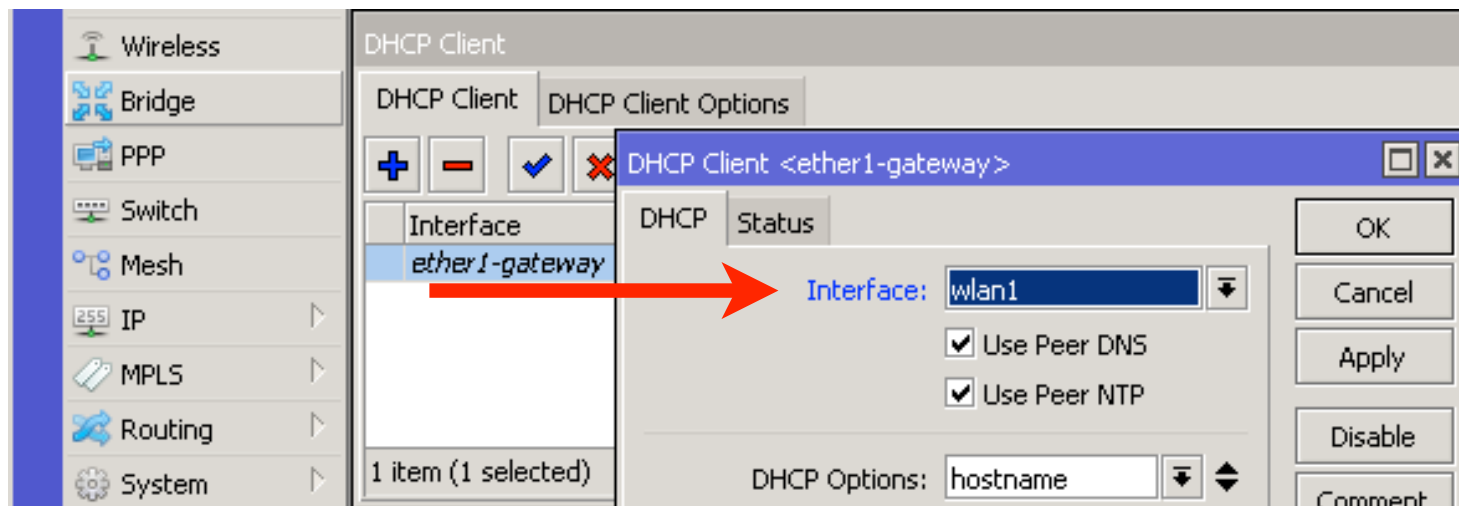 Wireless
Bridge
PPP
Switch
Mesh
255 IP
MPLS
Routing
System
DHCP Client
DHCP Client DHCP Client Options
Interface
ether1-gateway
1 item (1 selected)
DHCP Client <ether1-gateway>
DHCP Status
Interface: wlan1
Use Peer DNS
Use Peer NTP
DHCP Options: hostname
OK
Cancel
Apply
Disable
Comment